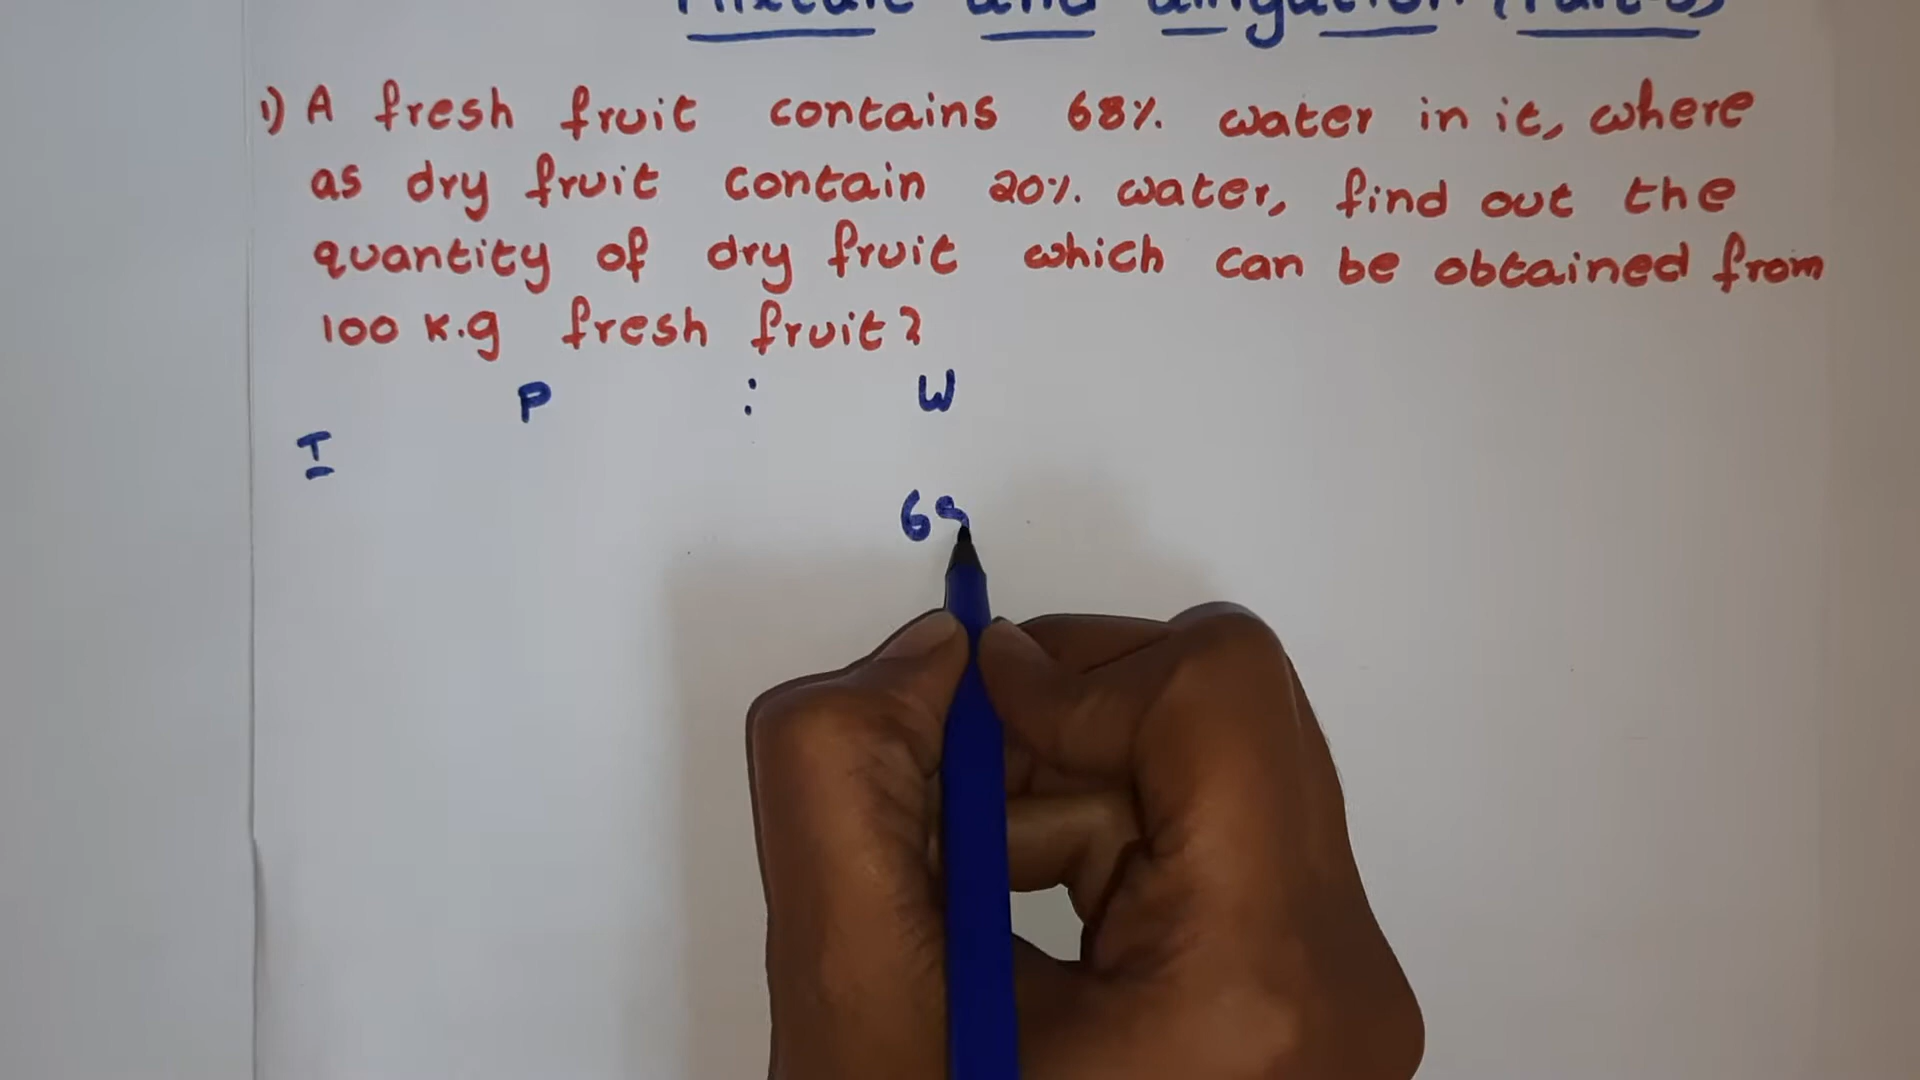 and
1) A fresh fruit contains 68% water in it, where
as dry fruit contain 20% water, find out the
quantity of dry fruit which can be obtained from
100 K.g fresh fruit?
P : W
I
68